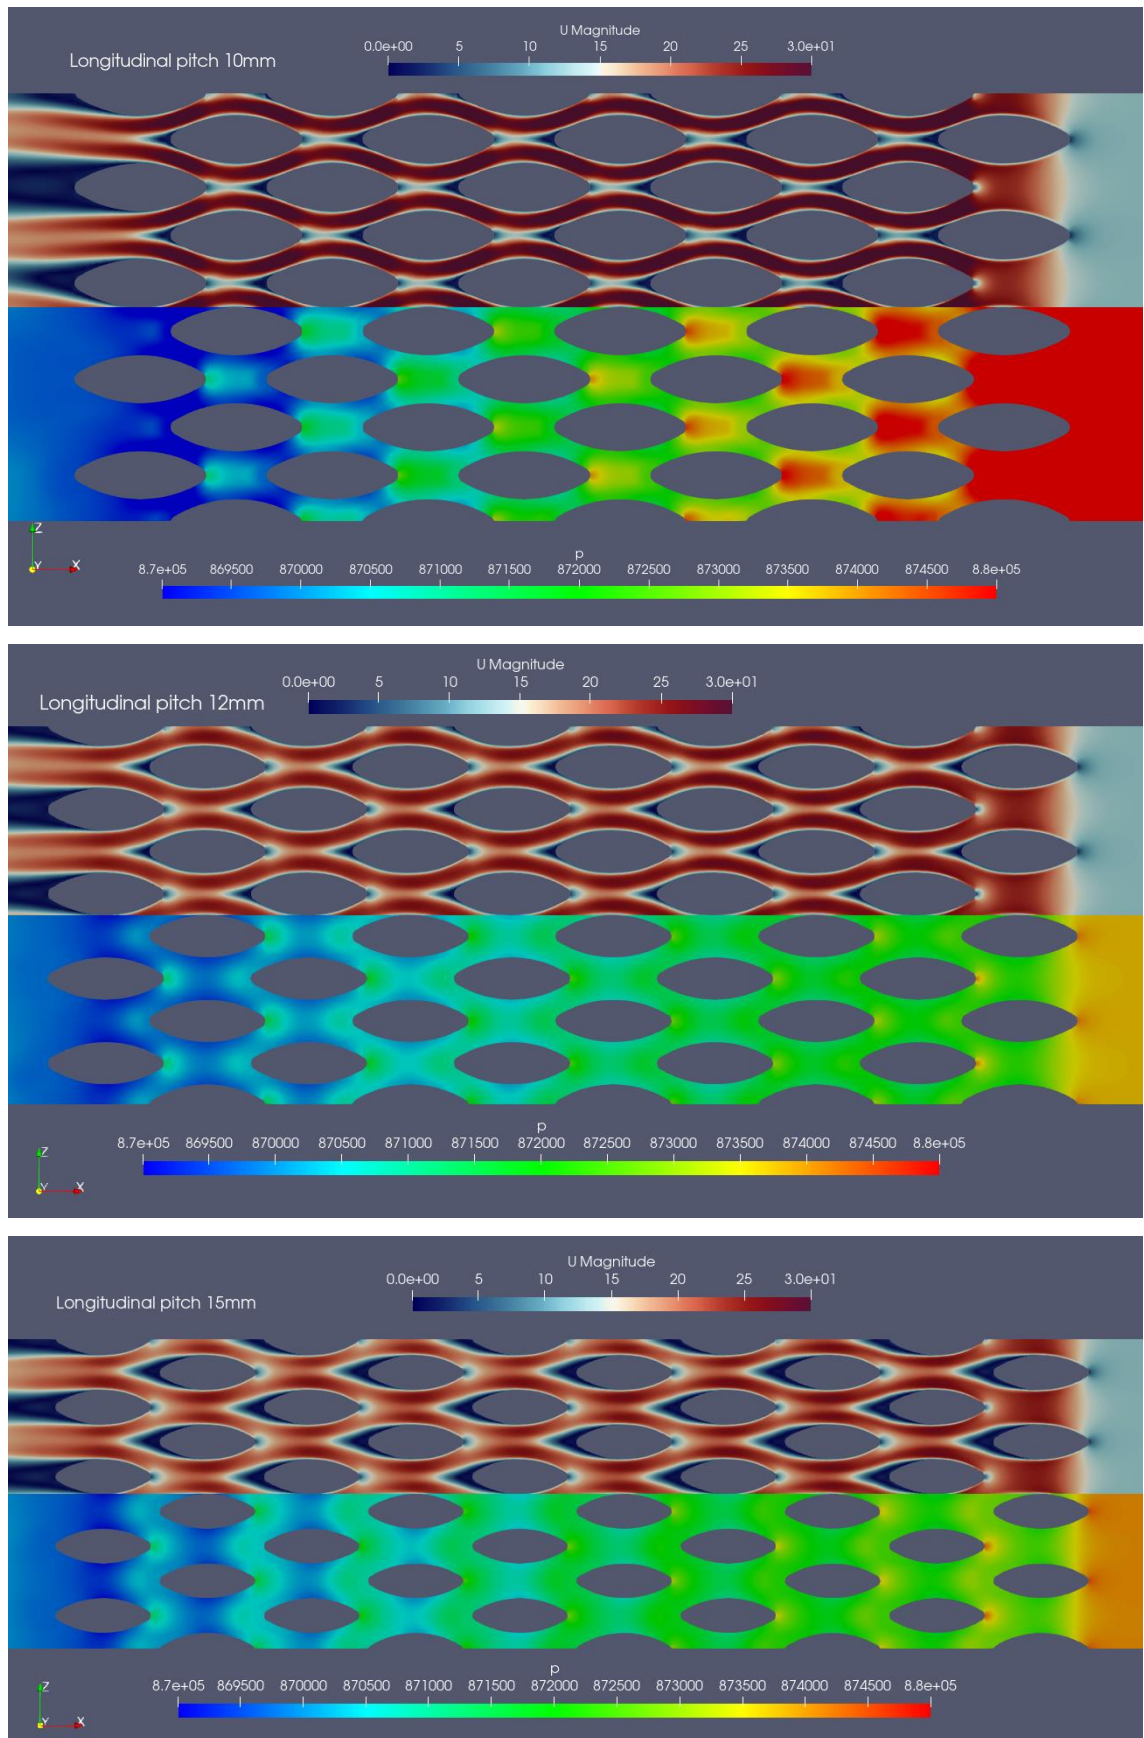 U Magnitude
0.0e+00 5 10 15 20 25 3.0e+01
Longitudinal pitch 10mm
Z
Y X
p
8.7e+05 869500 870000 870500 871000 871500 872000 872500 873000 873500 874000 874500 8.8e+05
U Magnitude
0.0e+00 5 10 15 20 25 3.0e+01
Longitudinal pitch 12mm
p
8.7e+05 869500 870000 870500 871000 871500 872000 872500 873000 873500 874000 874500 8.8e+05
Z
Y X
U Magnitude
0.0e+00 5 10 15 20 25 3.0e+01
Longitudinal pitch 15mm
p
8.7e+05 869500 870000 870500 871000 871500 872000 872500 873000 873500 874000 874500 8.8e+05
Z
Y X